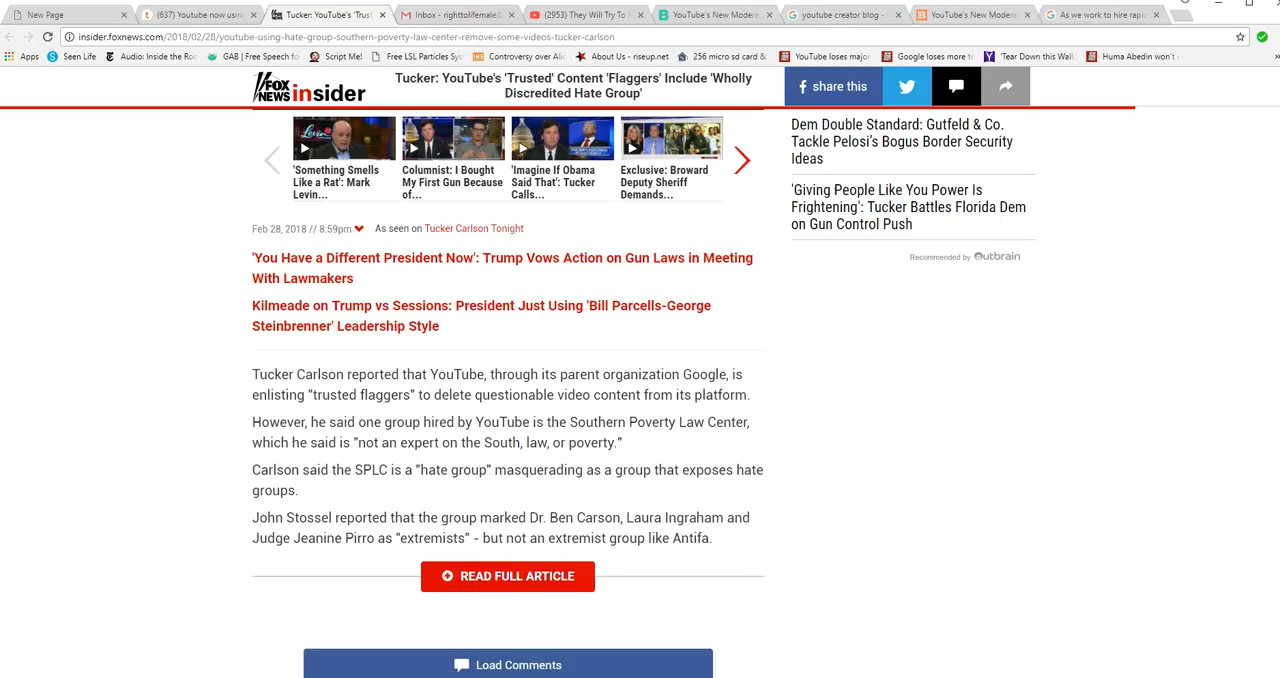 New Page
(637) Youtube now usin
Tucker: YouTube's 'Trust
Inbox - righttolifemale@
(2953) They Will Try To
YouTube's New Modera
youtube creator blog -
YouTube's New Modera
As we work to hire rapi
insider.foxnews.com/2018/02/28/youtube-using-hate-group-southern-poverty-law-center-remove-some-videos-tucker-carlson
Apps
Seen Life
Audio: Inside the Ro
GAB | Free Speech fo
Script Me!
Free LSL Particles Sys
Controversy over Ali
About Us - riseup.net
256 micro sd card &
YouTube loses major
Google loses more to
'Tear Down this Wall
Huma Abedin won't
FOX NEWS insider
Tucker: YouTube's 'Trusted' Content 'Flaggers' Include 'Wholly
Discredited Hate Group'
share this
Levin
'Something Smells
Like a Rat': Mark
Levin...
Columnist: I Bought
My First Gun Because
of...
'Imagine If Obama
Said That': Tucker
Calls...
Exclusive: Broward
Deputy Sheriff
Demands...
Feb 28, 2018 // 8:59pm
As seen on Tucker Carlson Tonight
'You Have a Different President Now': Trump Vows Action on Gun Laws in Meeting
With Lawmakers
Kilmeade on Trump vs Sessions: President Just Using 'Bill Parcells-George
Steinbrenner' Leadership Style
Tucker Carlson reported that YouTube, through its parent organization Google, is
enlisting "trusted flaggers" to delete questionable video content from its platform.
However, he said one group hired by YouTube is the Southern Poverty Law Center,
which he said is "not an expert on the South, law, or poverty."
Carlson said the SPLC is a "hate group" masquerading as a group that exposes hate
groups.
John Stossel reported that the group marked Dr. Ben Carson, Laura Ingraham and
Judge Jeanine Pirro as "extremists" - but not an extremist group like Antifa.
READ FULL ARTICLE
Load Comments
Dem Double Standard: Gutfeld & Co.
Tackle Pelosi's Bogus Border Security
Ideas
'Giving People Like You Power Is
Frightening': Tucker Battles Florida Dem
on Gun Control Push
Recommended by Outbrain